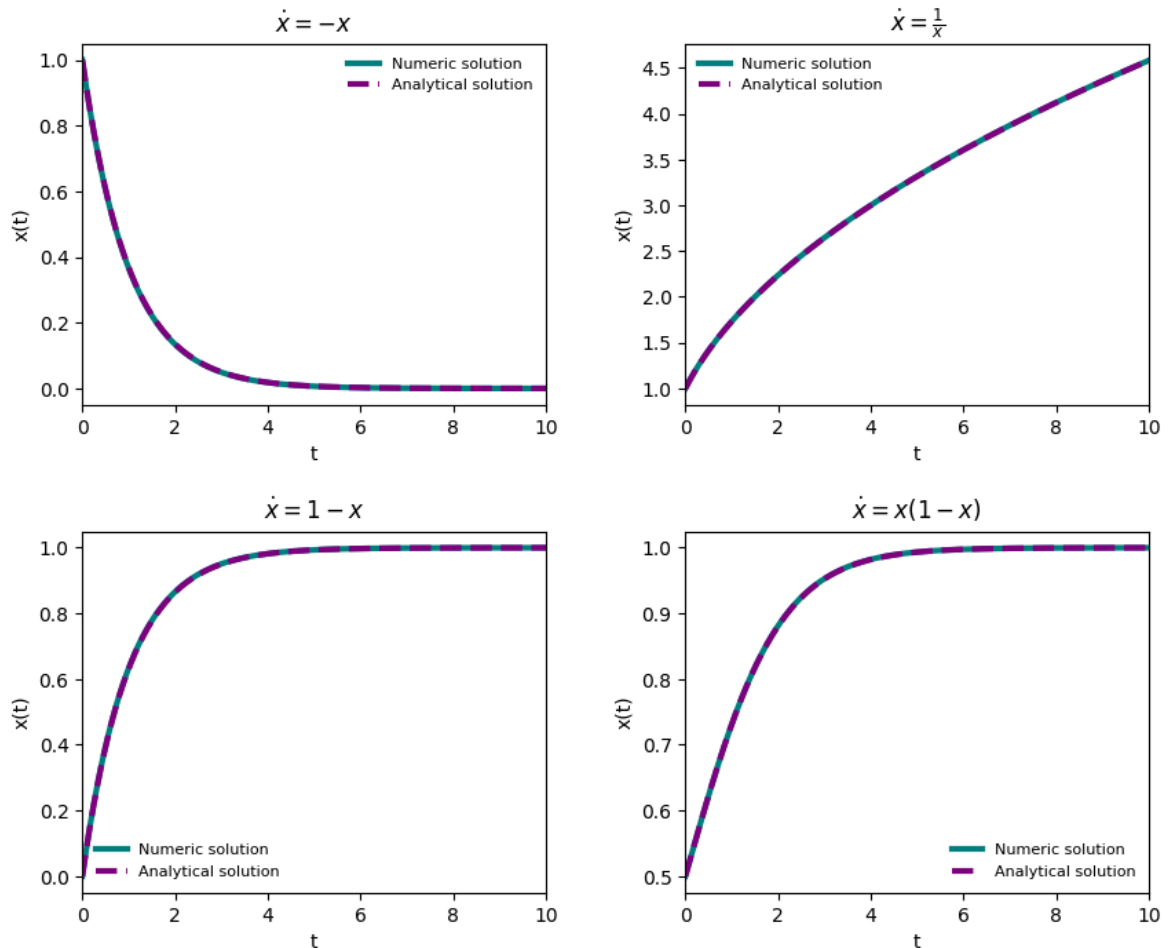 ẋ = −x
Numeric solution
Analytical solution
1.0
0.8
0.6
0.4
0.2
0.0
x(t)
0 2 4 6 8 10
t
ẋ = 1/x
Numeric solution
Analytical solution
4.5
4.0
3.5
3.0
2.5
2.0
1.5
1.0
x(t)
0 2 4 6 8 10
t
ẋ = 1 − x
1.0
0.8
0.6
0.4
0.2
0.0
x(t)
Numeric solution
Analytical solution
0 2 4 6 8 10
t
ẋ = x(1 − x)
1.0
0.9
0.8
0.7
0.6
0.5
x(t)
Numeric solution
Analytical solution
0 2 4 6 8 10
t